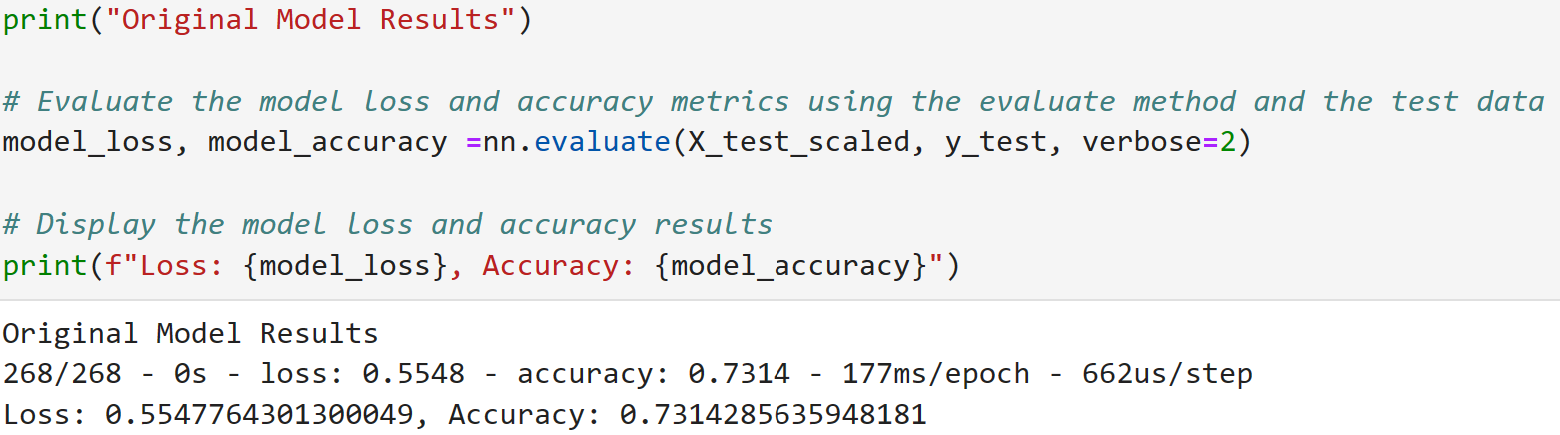 print("Original Model Results")
# Evaluate the model loss and accuracy metrics using the evaluate method and the test data
model_loss, model_accuracy =nn.evaluate(X_test_scaled, y_test, verbose=2)
# Display the model loss and accuracy results
print(f"Loss: {model_loss}, Accuracy: {model_accuracy}")
Original Model Results
268/268 - 0s - loss: 0.5548 - accuracy: 0.7314 - 177ms/epoch - 662us/step
Loss: 0.5547764301300049, Accuracy: 0.7314285635948181